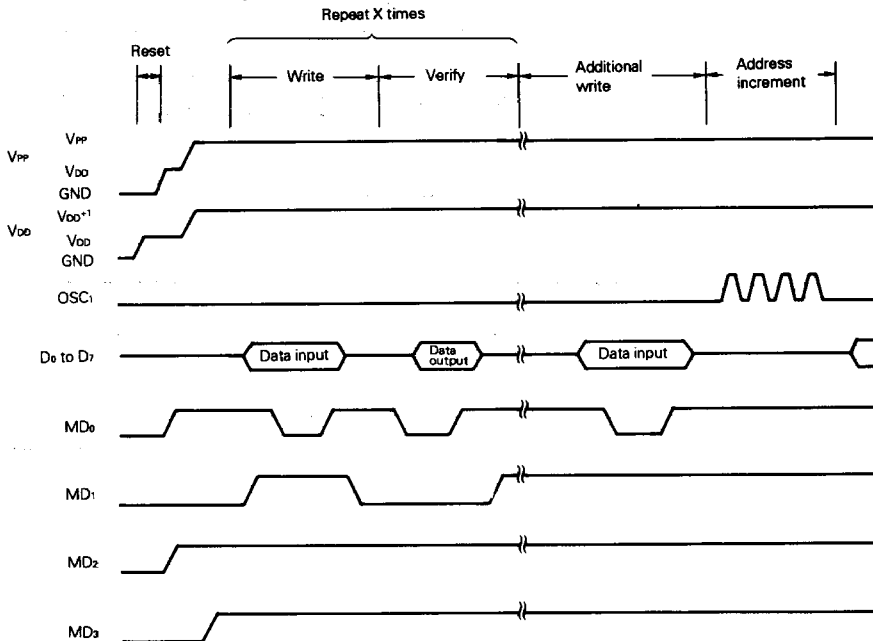 Repeat X times
Reset
Write
Verify
Additional
write
Address
increment
VPP
VPP
VDD
GND
VDD
VDD+1
VDD
GND
OSC1
D0 to D7
Data input
Data
output
Data input
MD0
MD1
MD2
MD3